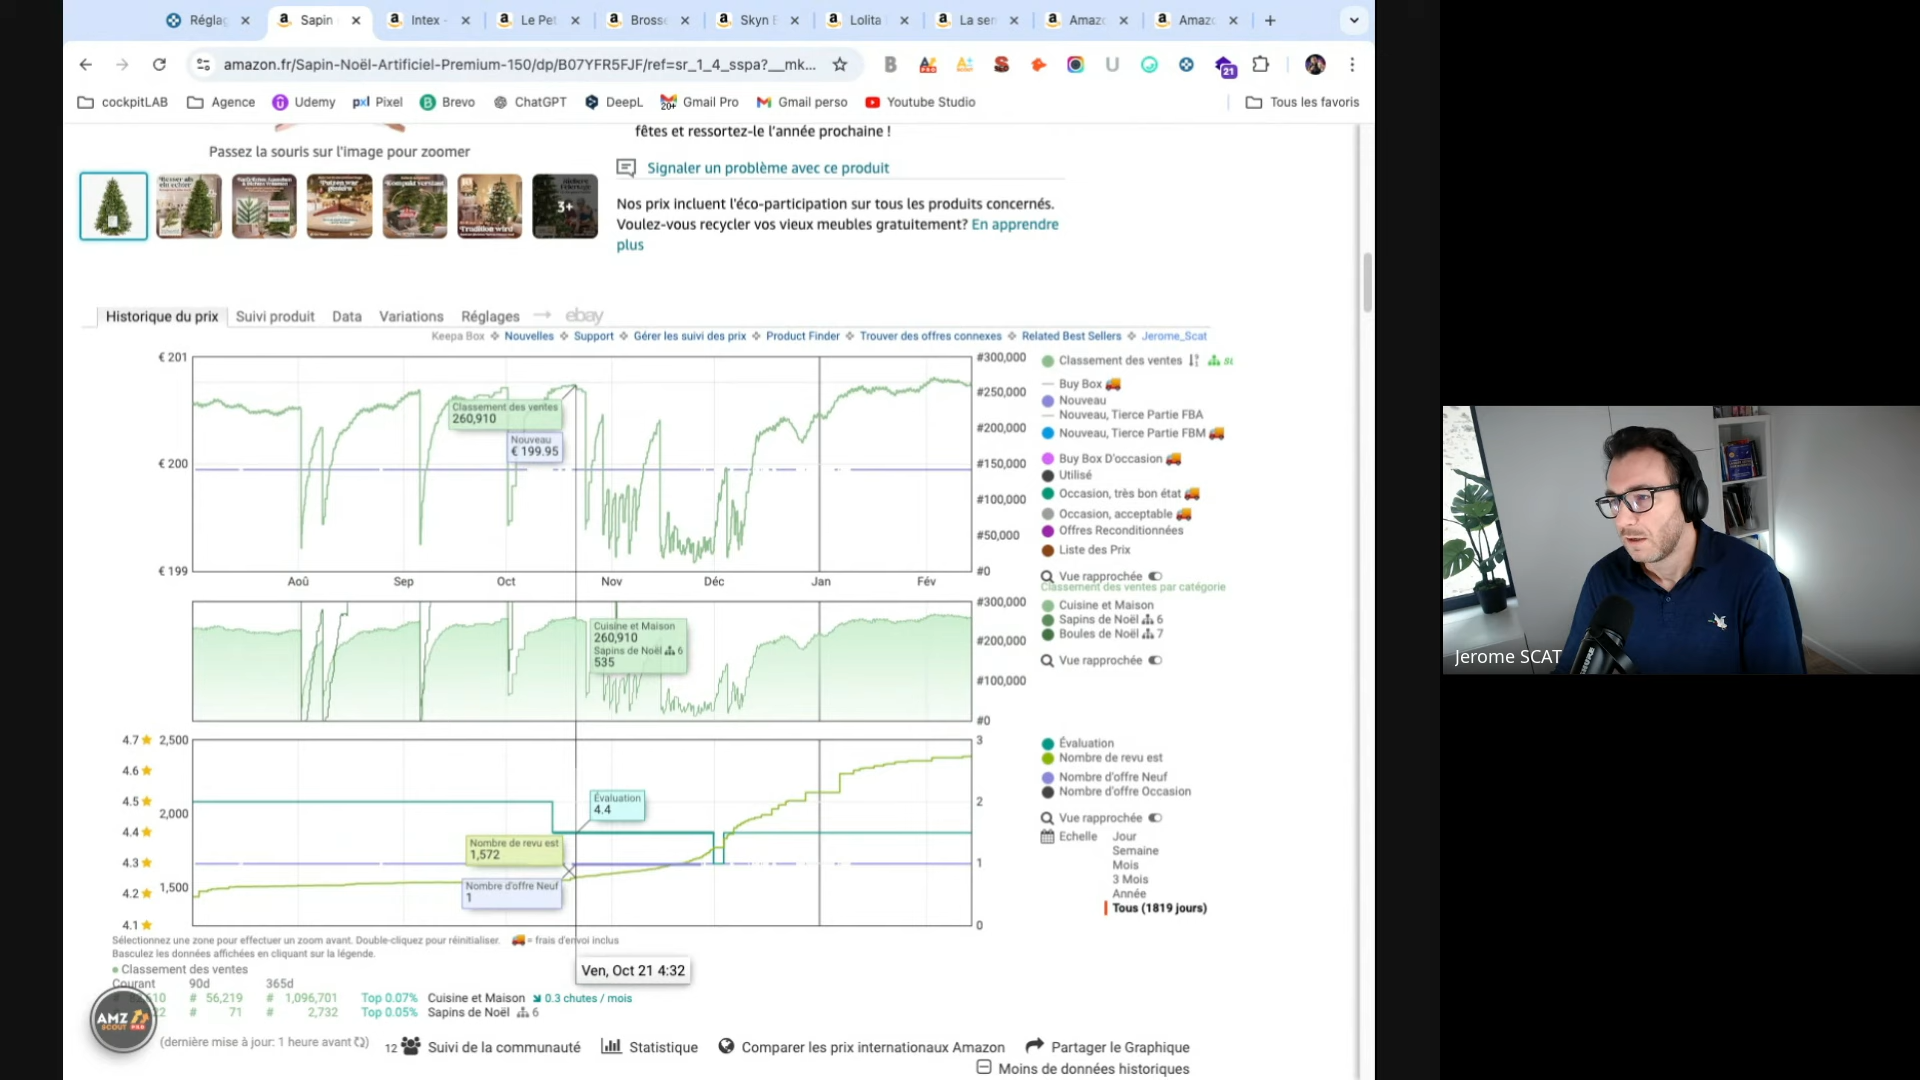 Réglag
Sapin
Intex -
Le Pet
Bross
Skyn E
Lolita
La ser
Amazo
Amazo
amazon.fr/Sapin-Noël-Artificiel-Premium-150/dp/B07YFR5FJF/ref=sr_1_4_sspa?__mk...
21
cockpitLAB
Agence
Udemy
pxl Pixel
Brevo
ChatGPT
DeepL
Gmail Pro
Gmail perso
Youtube Studio
Tous les favoris
fêtes et ressortez-le l'année prochaine !
Passez la souris sur l'image pour zoomer
Signaler un problème avec ce produit
3+
Nos prix incluent l'éco-participation sur tous les produits concernés.
Voulez-vous recycler vos vieux meubles gratuitement? En apprendre
plus
Historique du prix
Suivi produit
Data
Variations
Réglages
ebay
Keepa Box
Nouvelles
Support
Gérer les suivi des prix
Product Finder
Trouver des offres connexes
Related Best Sellers
Jerome_Scat
€ 201
€ 200
€ 199
#300,000
#250,000
#200,000
#150,000
#100,000
#50,000
#0
Classement des ventes
260,910
Nouveau
€ 199.95
Aoû
Sep
Oct
Nov
Déc
Jan
Fév
Classement des ventes
Buy Box
Nouveau
Nouveau, Tierce Partie FBA
Nouveau, Tierce Partie FBM
Buy Box D'occasion
Utilisé
Occasion, très bon état
Occasion, acceptable
Offres Reconditionnées
Liste des Prix
Vue rapprochée
Classement des ventes par catégorie
Cuisine et Maison
Sapins de Noël 6
Boules de Noël 7
Vue rapprochée
#300,000
#200,000
#100,000
#0
Cuisine et Maison
260,910
Sapins de Noël 6
535
4.7
4.6
4.5
4.4
4.3
4.2
4.1
2,500
2,000
1,500
3
2
1
0
Évaluation
4.4
Nombre de revu est
1,572
Nombre d'offre Neuf
1
Évaluation
Nombre de revu est
Nombre d'offre Neuf
Nombre d'offre Occasion
Vue rapprochée
Echelle
Jour
Semaine
Mois
3 Mois
Année
Tous (1819 jours)
Sélectionnez une zone pour effectuer un zoom avant. Double-cliquez pour réinitialiser.
= frais d'envoi inclus
Basculez les données affichées en cliquant sur la légende.
Ven, Oct 21 4:32
Classement des ventes
Courant 90d 365d
# 56,219 # 1,096,701 Top 0.07% Cuisine et Maison 0.3 chutes / mois
# 71 # 2,732 Top 0.05% Sapins de Noël 6
AMZ
SCOUT PRO
(dernière mise à jour: 1 heure avant)
12 Suivi de la communauté
Statistique
Comparer les prix internationaux Amazon
Partager le Graphique
Moins de données historiques
Jerome SCAT
SHURE